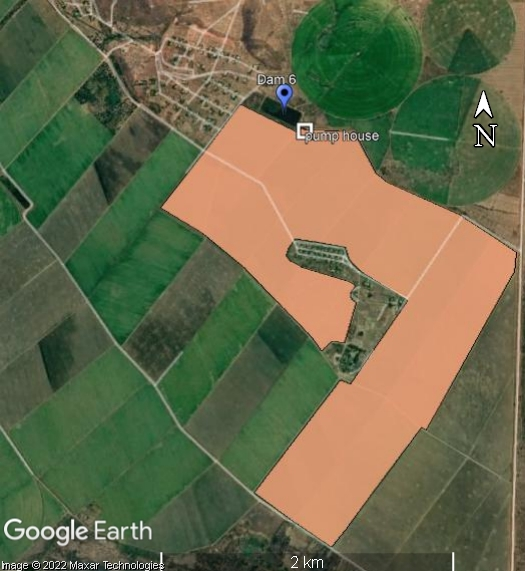 Dam 6
pump house
N
Google Earth
2 km
Image © 2022 Maxar Technologies